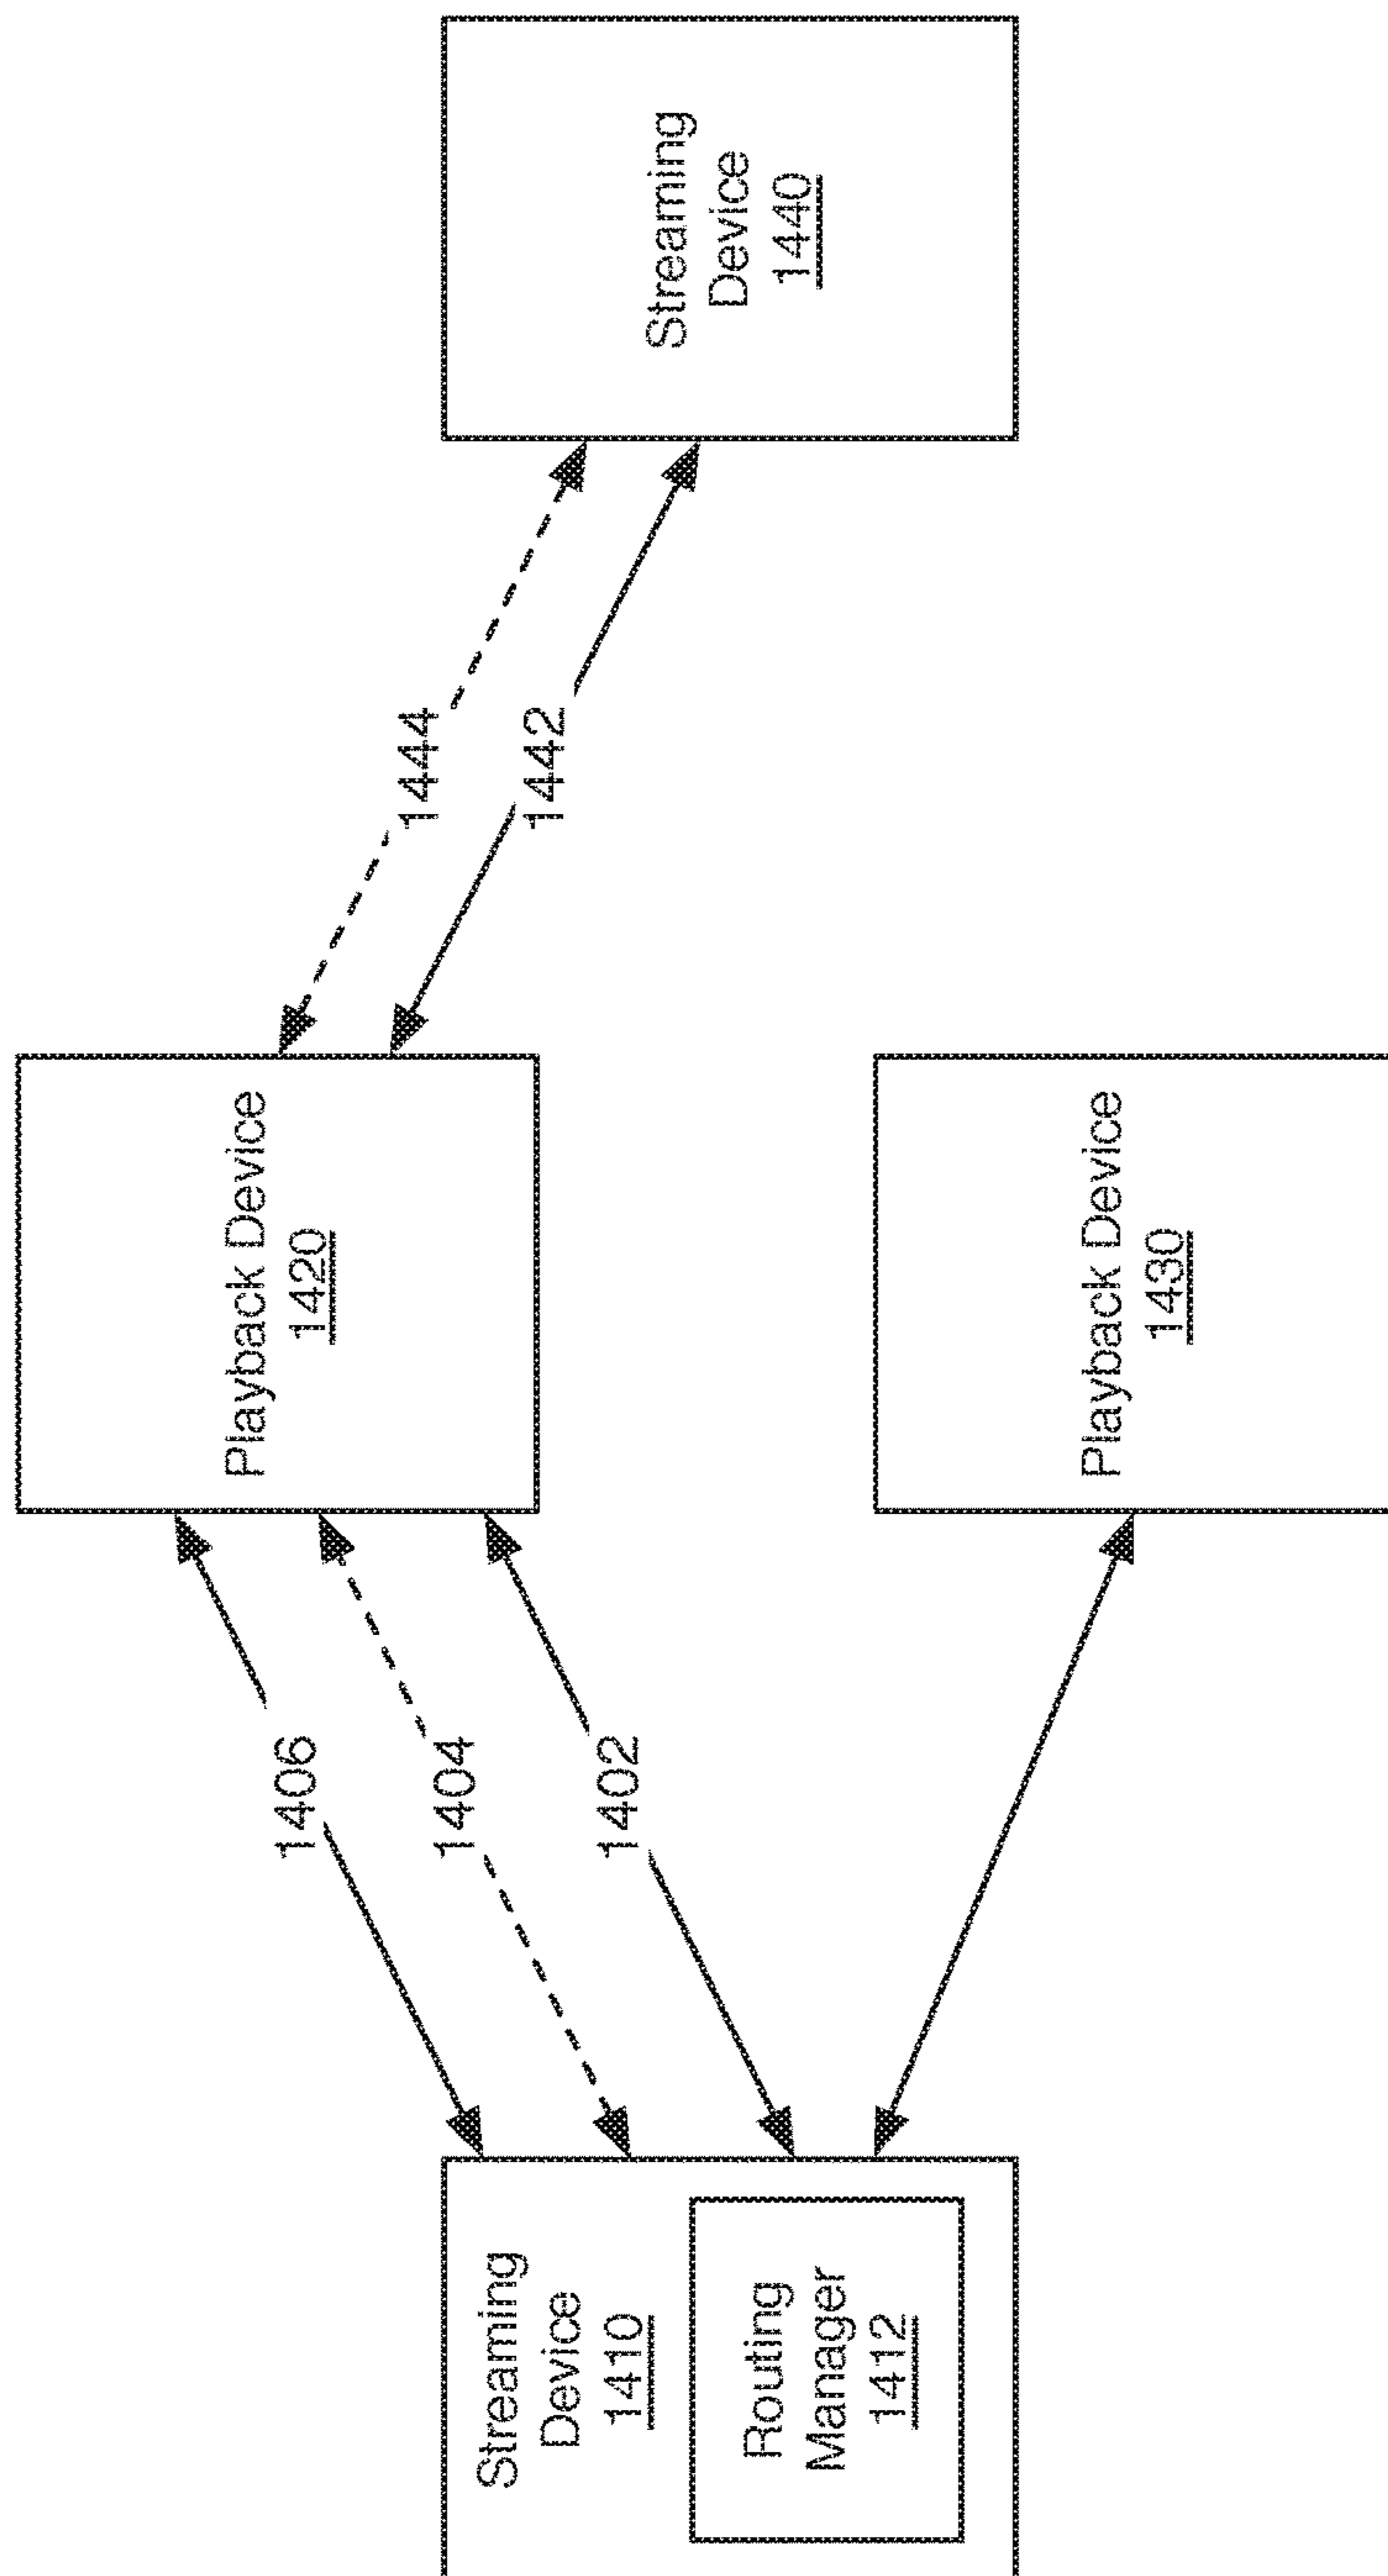 Streaming
Device
1410
Routing
Manager
1412
1406
1404
1402
Playback Device
1420
Playback Device
1430
1444
1442
Streaming
Device
1440